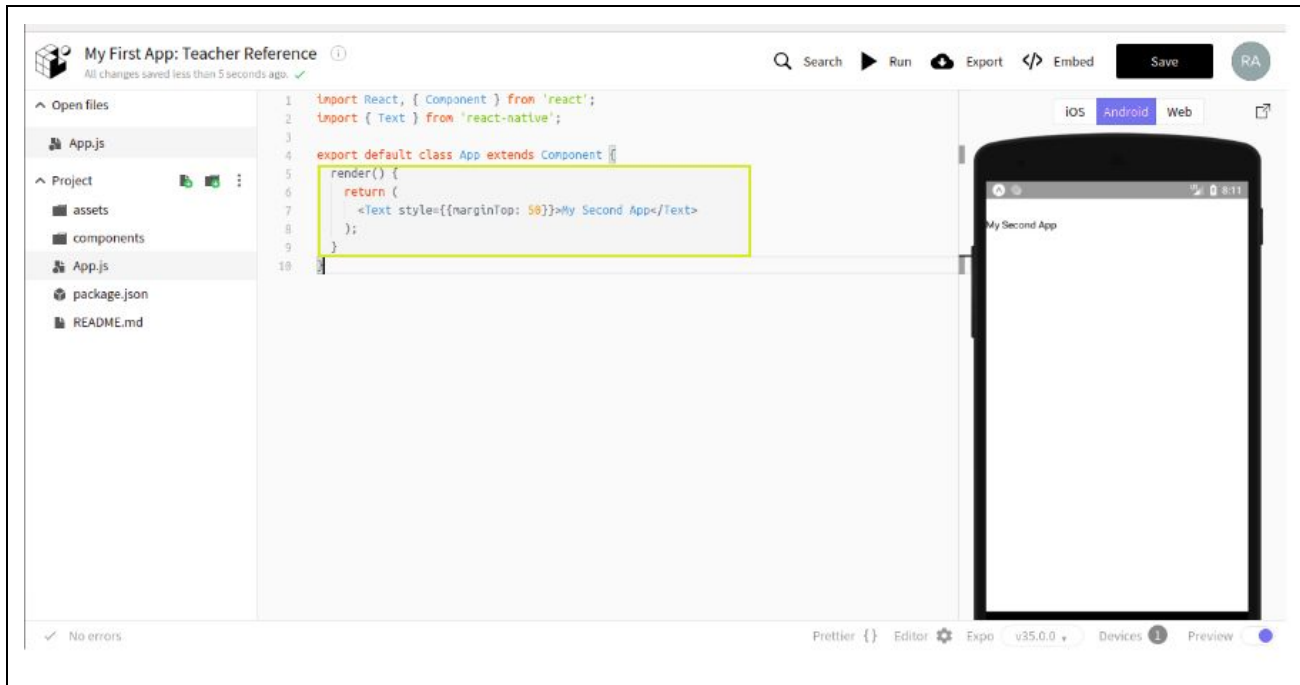 My First App: Teacher Reference
All changes saved less than 5 seconds ago.
Search Run Export </> Embed Save RA
Open files
App.js
Project
assets
components
App.js
package.json
README.md
1 import React, { Component } from 'react';
2 import { Text } from 'react-native';
3
4 export default class App extends Component {
5 render() {
6 return (
7 <Text style={{marginTop: 50}}>My Second App</Text>
8 );
9 }
10 }
iOS Android Web
8:11
My Second App
No errors
Prettier {} Editor Expo v35.0.0 Devices 1 Preview